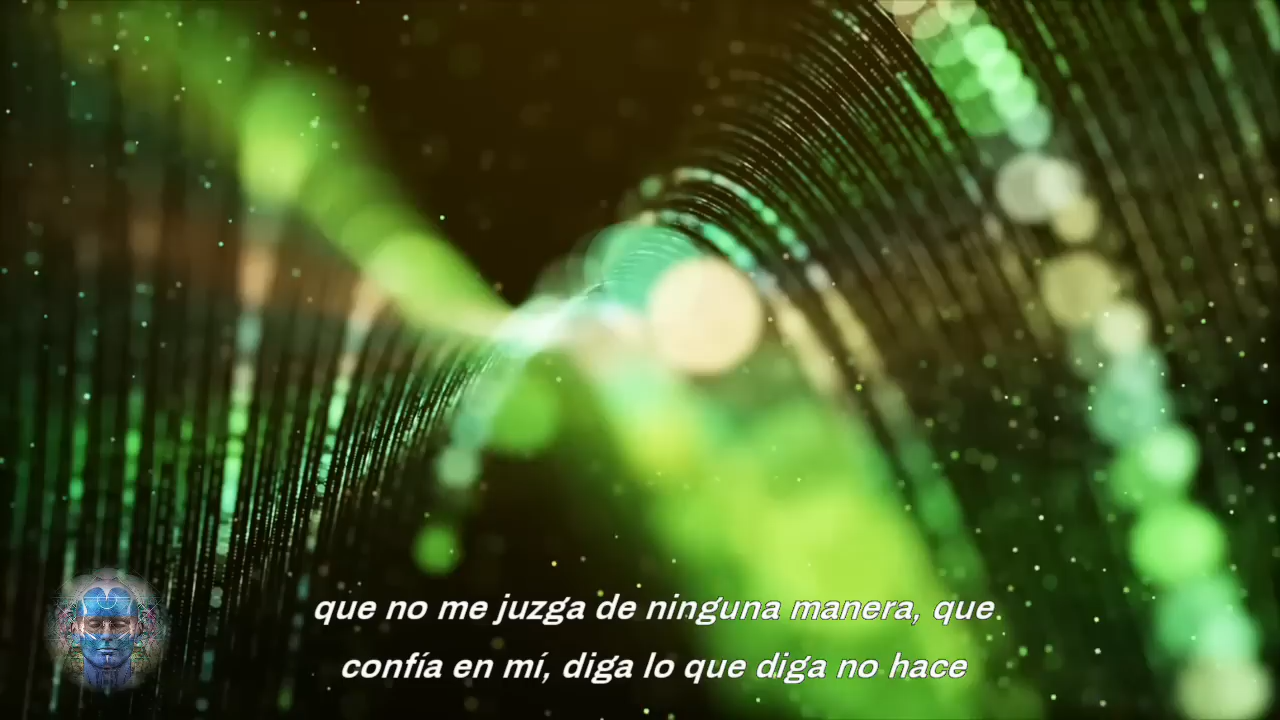 que no me juzga de ninguna manera, que
confía en mí, diga lo que diga no hace